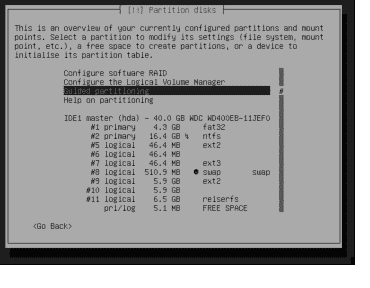 [!!] Partition disks
This is an overview of your currently configured partitions and mount
points. Select a partition to modify its settings (file system, mount
point, etc.), a free space to create partitions, or a device to
initialise its partition table.
Configure software RAID
Configure the Logical Volume Manager
Guided partitioning
Help on partitioning
IDE1 master (hda) - 40.0 GB WDC WD400EB-11JEF0
#1 primary 4.3 GB fat32
#2 primary 16.4 GB % ntfs
#5 logical 46.4 MB ext2
#6 logical 46.4 MB
#7 logical 46.4 MB ext3
#8 logical 510.9 MB swap swap
#9 logical 5.9 GB ext2
#10 logical 5.9 GB
#11 logical 6.5 GB reiserfs
pri/log 5.1 MB FREE SPACE
<Go Back>